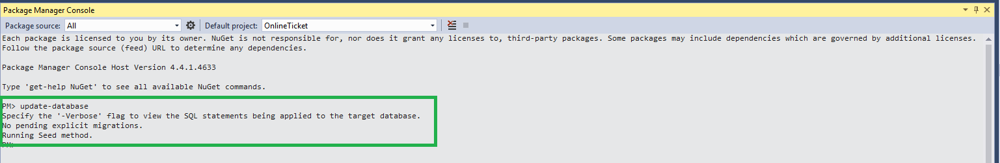 Package Manager Console
Package source: All Default project: OnlineTicket
Each package is licensed to you by its owner. NuGet is not responsible for, nor does it grant any licenses to, third-party packages. Some packages may include dependencies which are governed by additional licenses.
Follow the package source (feed) URL to determine any dependencies.
Package Manager Console Host Version 4.4.1.4633
Type 'get-help NuGet' to see all available NuGet commands.
PM> update-database
Specify the '-Verbose' flag to view the SQL statements being applied to the target database.
No pending explicit migrations.
Running Seed method.
PM>